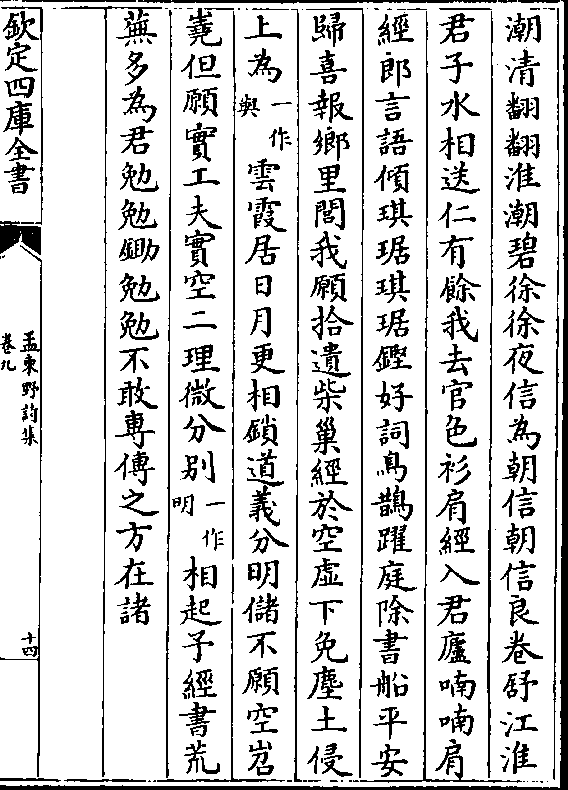 潮清翻翻淮潮碧徐徐夜信為朝信朝信良卷舒江淮
君子水相送仁有餘我去官色衫肩經入君廬喃喃肩
經郎言語傾琪琚琪琚鏗好詞鳥鵲躍庭除書船平安
歸喜報鄉里閭我願拾遺柴巢經於空虛下免塵土侵
上為一作與雲霞居日月更相鎖道義分明儲不願空岧
嶤但願實工夫實空二理微分别一作明相起予經書荒
蕪多為君勉勉鋤勉勉不敢專傅之方在諸
欽定四庫全書
孟東野詩集
卷九
十四